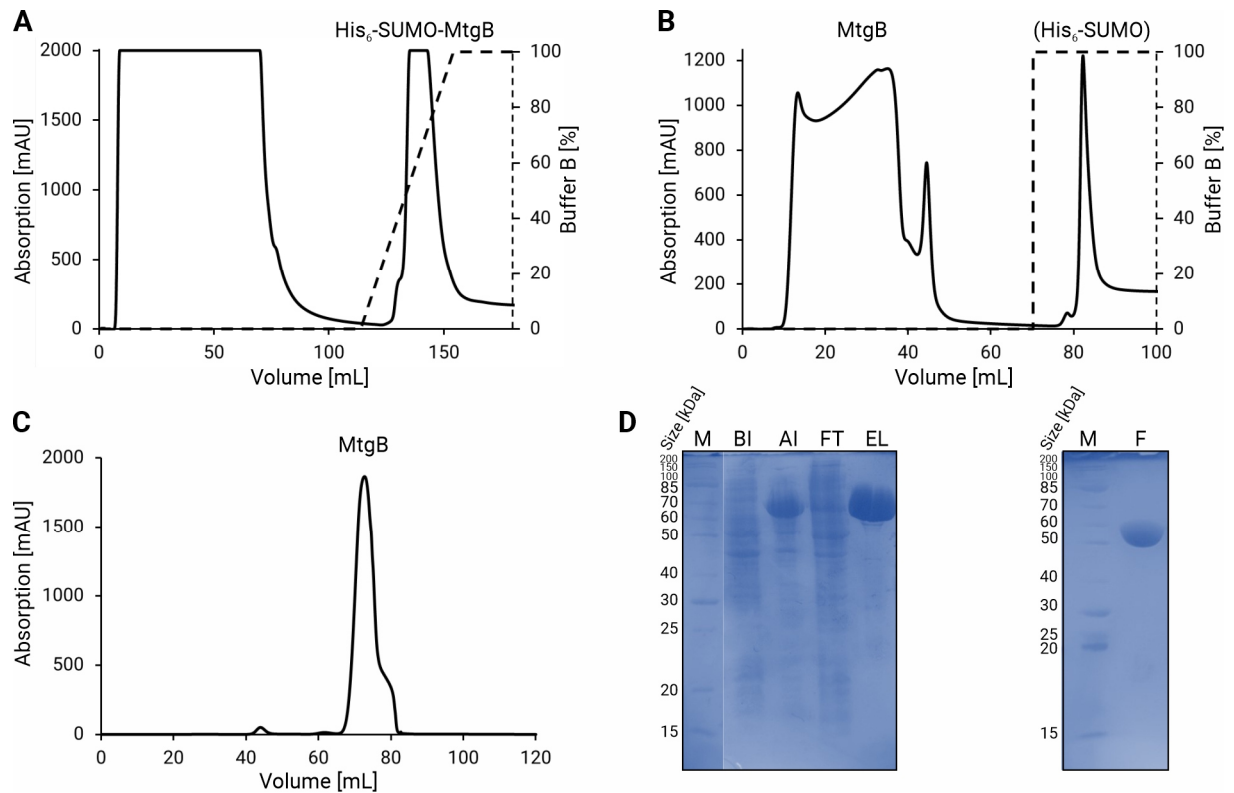 A
His₆-SUMO-MtgB
2000
1500
1000
500
0
Absorption [mAU]
0 50 100 150
Volume [mL]
100
80
60
40
20
0
Buffer B [%]
B
MtgB (His₆-SUMO)
1200
1000
800
600
400
200
0
Absorption [mAU]
0 20 40 60 80 100
Volume [mL]
100
80
60
40
20
0
Buffer B [%]
C
MtgB
2000
1500
1000
500
0
Absorption [mAU]
0 20 40 60 80 100 120
Volume [mL]
D
Size [kDa]
M BI AI FT EL
200
150
100
85
70
60
50
40
30
25
20
15
Size [kDa]
M F
200
150
100
85
70
60
50
40
30
25
20
15